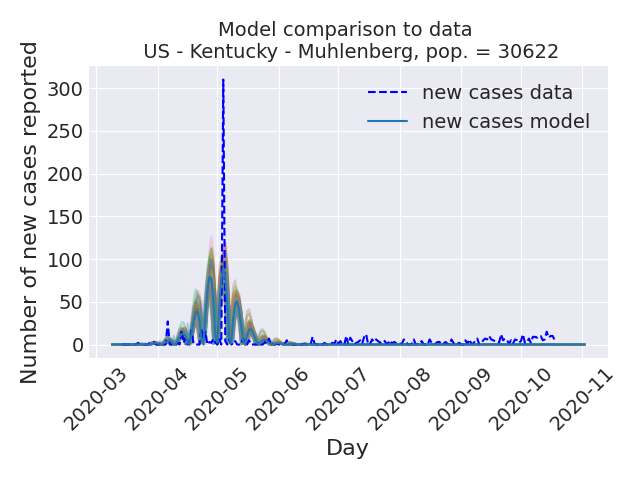 Model comparison to data
US - Kentucky - Muhlenberg, pop. = 30622
Number of new cases reported
300
250
200
150
100
50
0
new cases data
new cases model
2020-03
2020-04
2020-05
2020-06
2020-07
2020-08
2020-09
2020-10
2020-11
Day